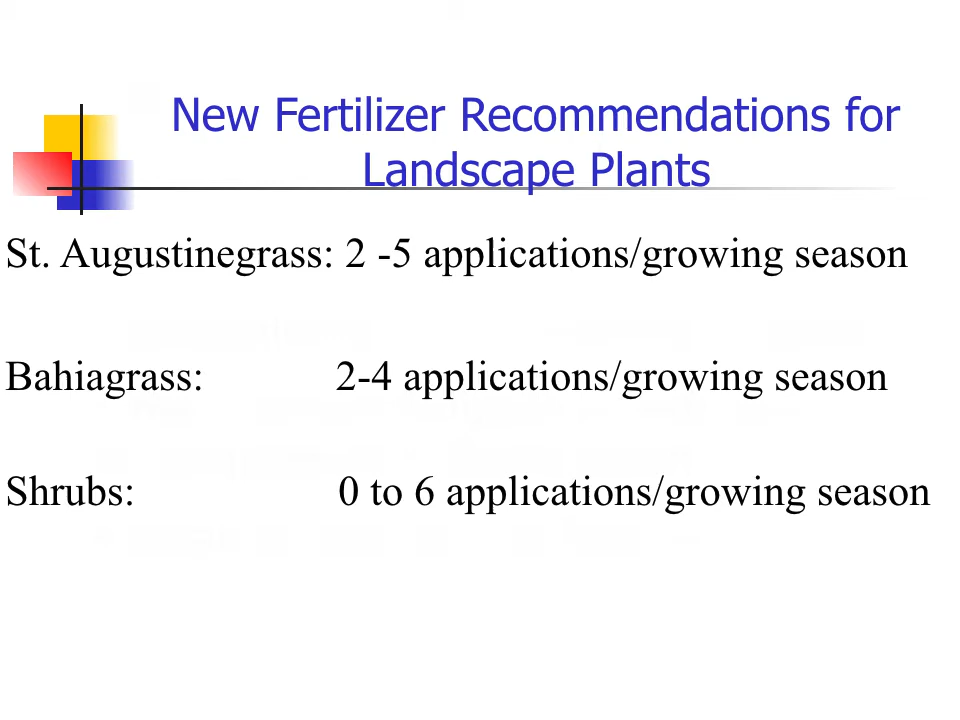 New Fertilizer Recommendations for
Landscape Plants
St. Augustinegrass: 2 -5 applications/growing season
Bahiagrass: 2-4 applications/growing season
Shrubs: 0 to 6 applications/growing season